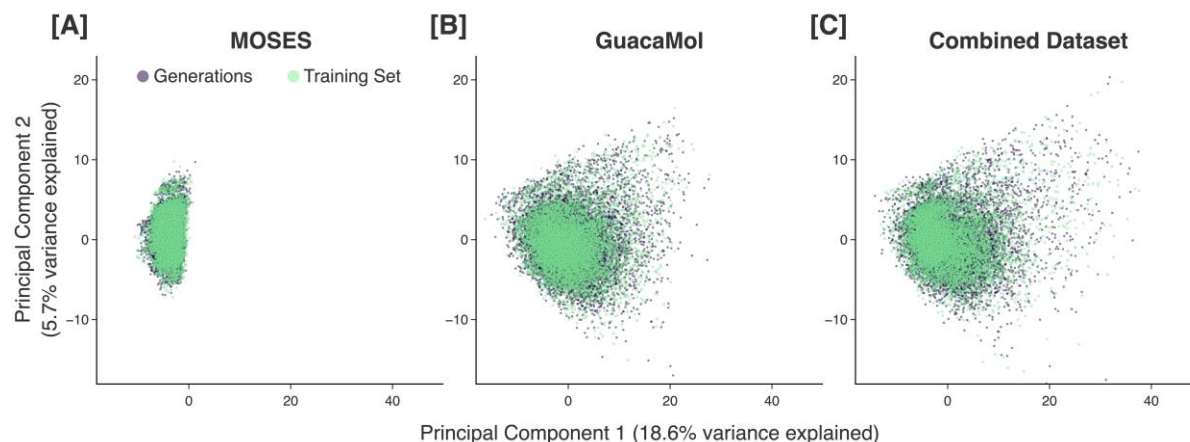 [A]
MOSES
[B]
GuacaMol
[C]
Combined Dataset
Generations
Training Set
Principal Component 2
(5.7% variance explained)
20
10
0
−10
0
20
40
20
10
0
−10
0
20
40
20
10
0
−10
0
20
40
Principal Component 1 (18.6% variance explained)